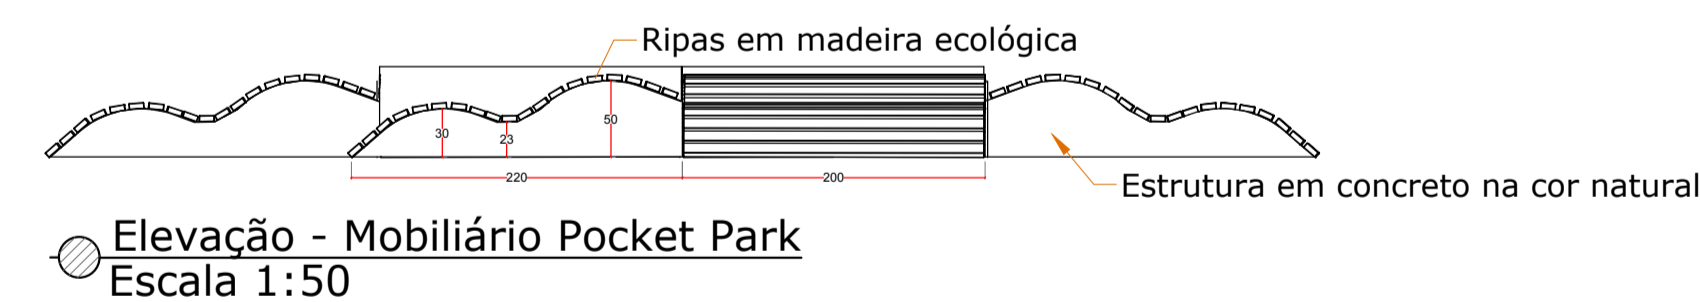 Ripas em madeira ecológica
30
23
50
220
200
Estrutura em concreto na cor natural
Elevação - Mobiliário Pocket Park
Escala 1:50